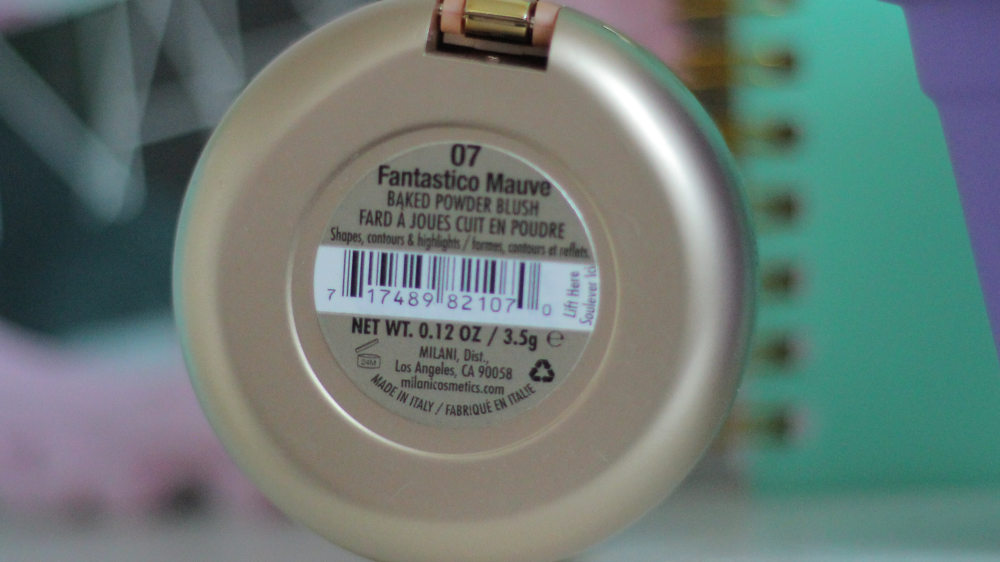 07
Fantastico Mauve
BAKED POWDER BLUSH
FARD À JOUES CUIT EN POUDRE
Shapes, contours & highlights / formes, contours et reflets
Lift Here
Soulever ici
7 17489 82107 0
NET WT. 0.12 OZ / 3.5g e
24M
MILANI, Dist.,
Los Angeles, CA 90058
milanicosmetics.com
MADE IN ITALY / FABRIQUÉ EN ITALIE